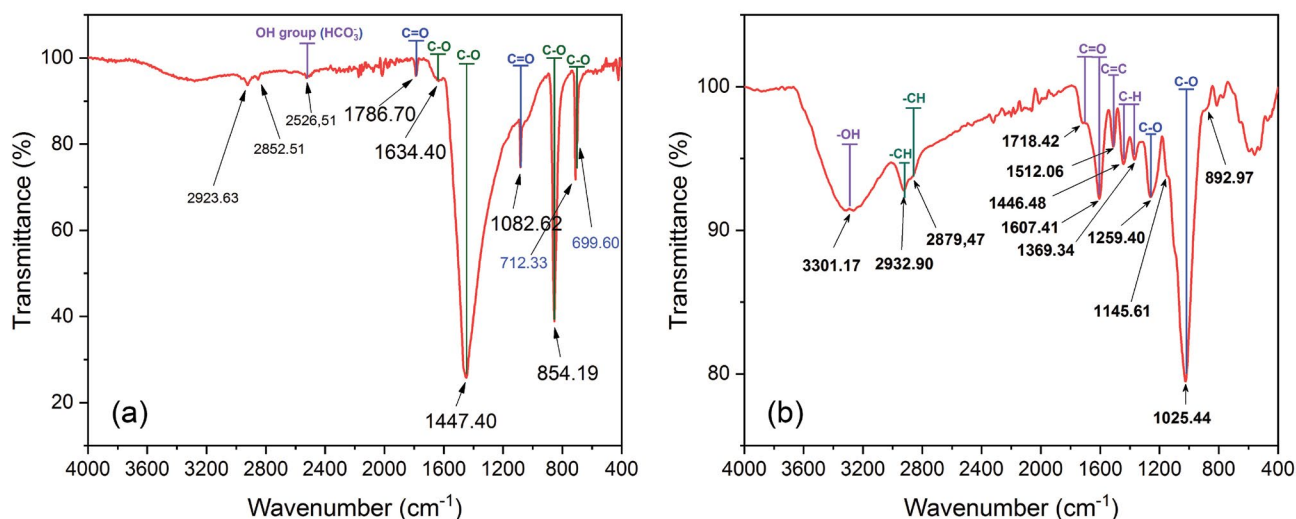 OH group (HCO₃⁻)
C=O
C-O
C-O
C=O
C-O
C-O
100
80
60
40
20
Transmittance (%)
2923.63
2852.51
2526,51
1786.70
1634.40
1447.40
1082.62
854.19
712.33
699.60
(a)
4000
3200
2800
2000
1600
1200
800
400
Wavenumber (cm⁻¹)
(b)
-OH
-CH
-CH
C=O
C=C
C-H
C-O
C-O
100
90
80
Transmittance (%)
3301.17
2932.90
2879,47
1718.42
1512.06
1446.48
1607.41
1369.34
1259.40
1145.61
1025.44
892.97
4000
3200
2800
2000
1600
1200
800
400
Wavenumber (cm⁻¹)